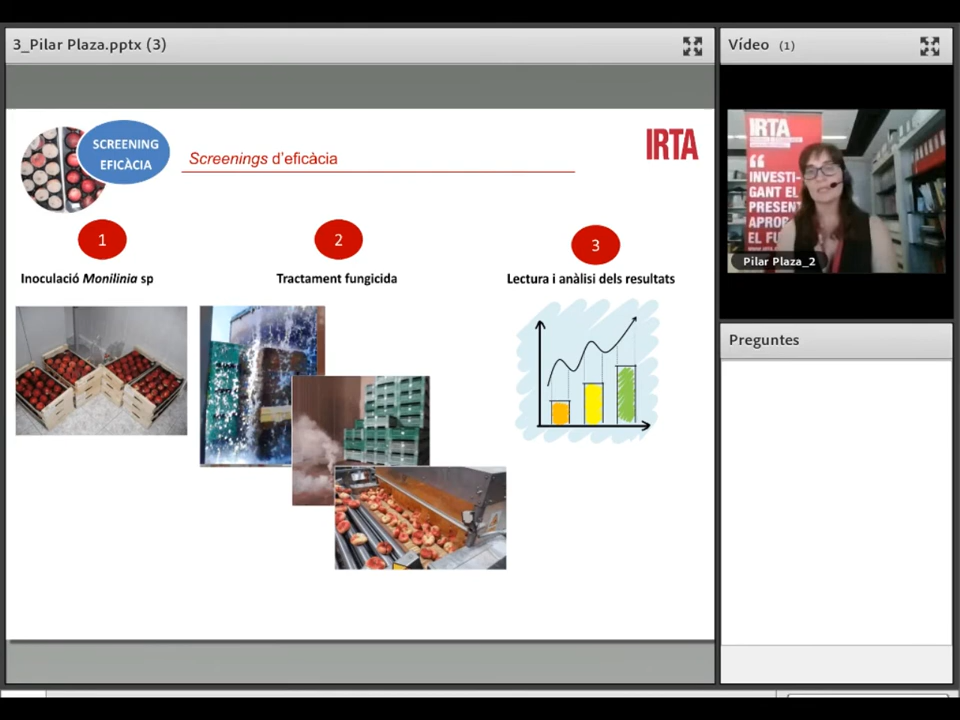 3_Pilar Plaza.pptx (3)
SCREENING
EFICÀCIA
Screenings d'eficàcia
IRTA
1
2
3
Inoculació Monilinia sp
Tractament fungicida
Lectura i anàlisi dels resultats
Vídeo (1)
IRTA
INVESTI-
GANT EL
PRESENT
APROP
EL FU
Pilar Plaza_2
Preguntes